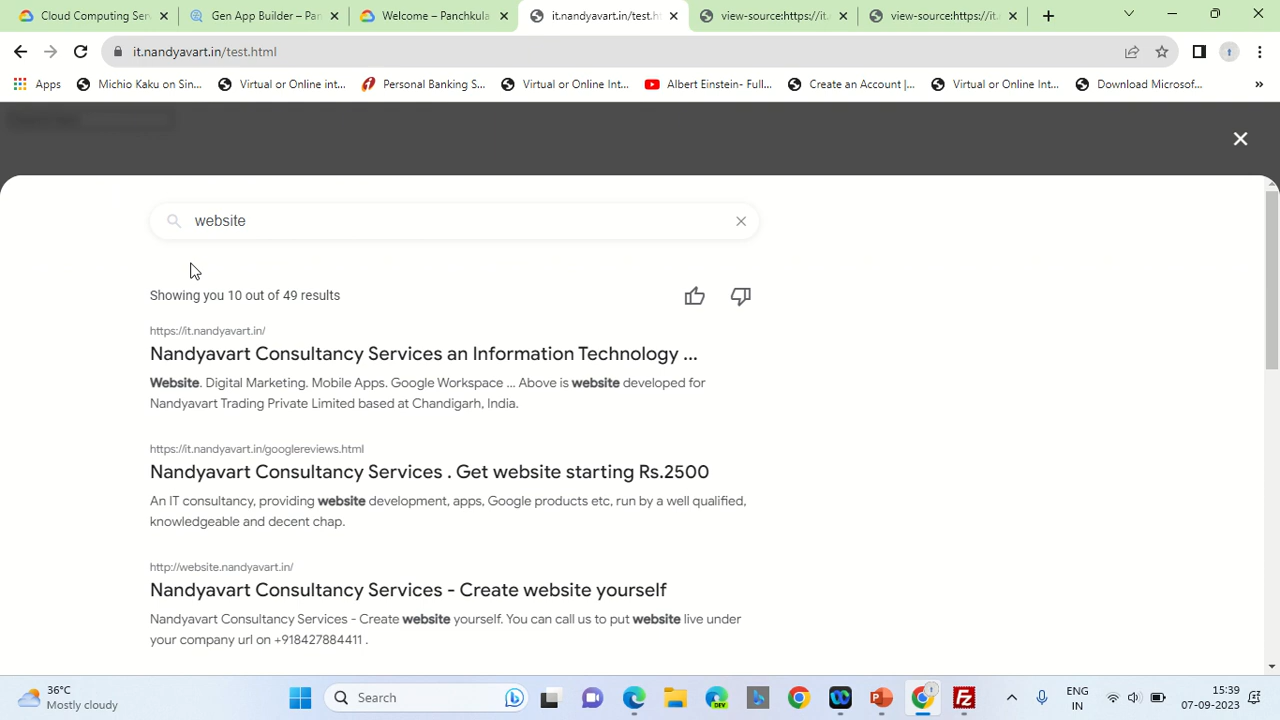 Cloud Computing Serv
Gen App Builder – Pan
Welcome – Panchkula
it.nandyavart.in/test.ht
view-source:https://it.
view-source:https://it.
it.nandyavart.in/test.html
Apps
Michio Kaku on Sin...
Virtual or Online int...
Personal Banking S...
Virtual or Online Int...
Albert Einstein- Full...
Create an Account |...
Virtual or Online Int...
Download Microsof...
»
website
Showing you 10 out of 49 results
https://it.nandyavart.in/
Nandyavart Consultancy Services an Information Technology ...
Website. Digital Marketing. Mobile Apps. Google Workspace ... Above is website developed for
Nandyavart Trading Private Limited based at Chandigarh, India.
https://it.nandyavart.in/googlereviews.html
Nandyavart Consultancy Services . Get website starting Rs.2500
An IT consultancy, providing website development, apps, Google products etc, run by a well qualified,
knowledgeable and decent chap.
http://website.nandyavart.in/
Nandyavart Consultancy Services - Create website yourself
Nandyavart Consultancy Services - Create website yourself. You can call us to put website live under
your company url on +918427884411 .
36°C
Mostly cloudy
Search
DEV
ENG
IN
15:39
07-09-2023